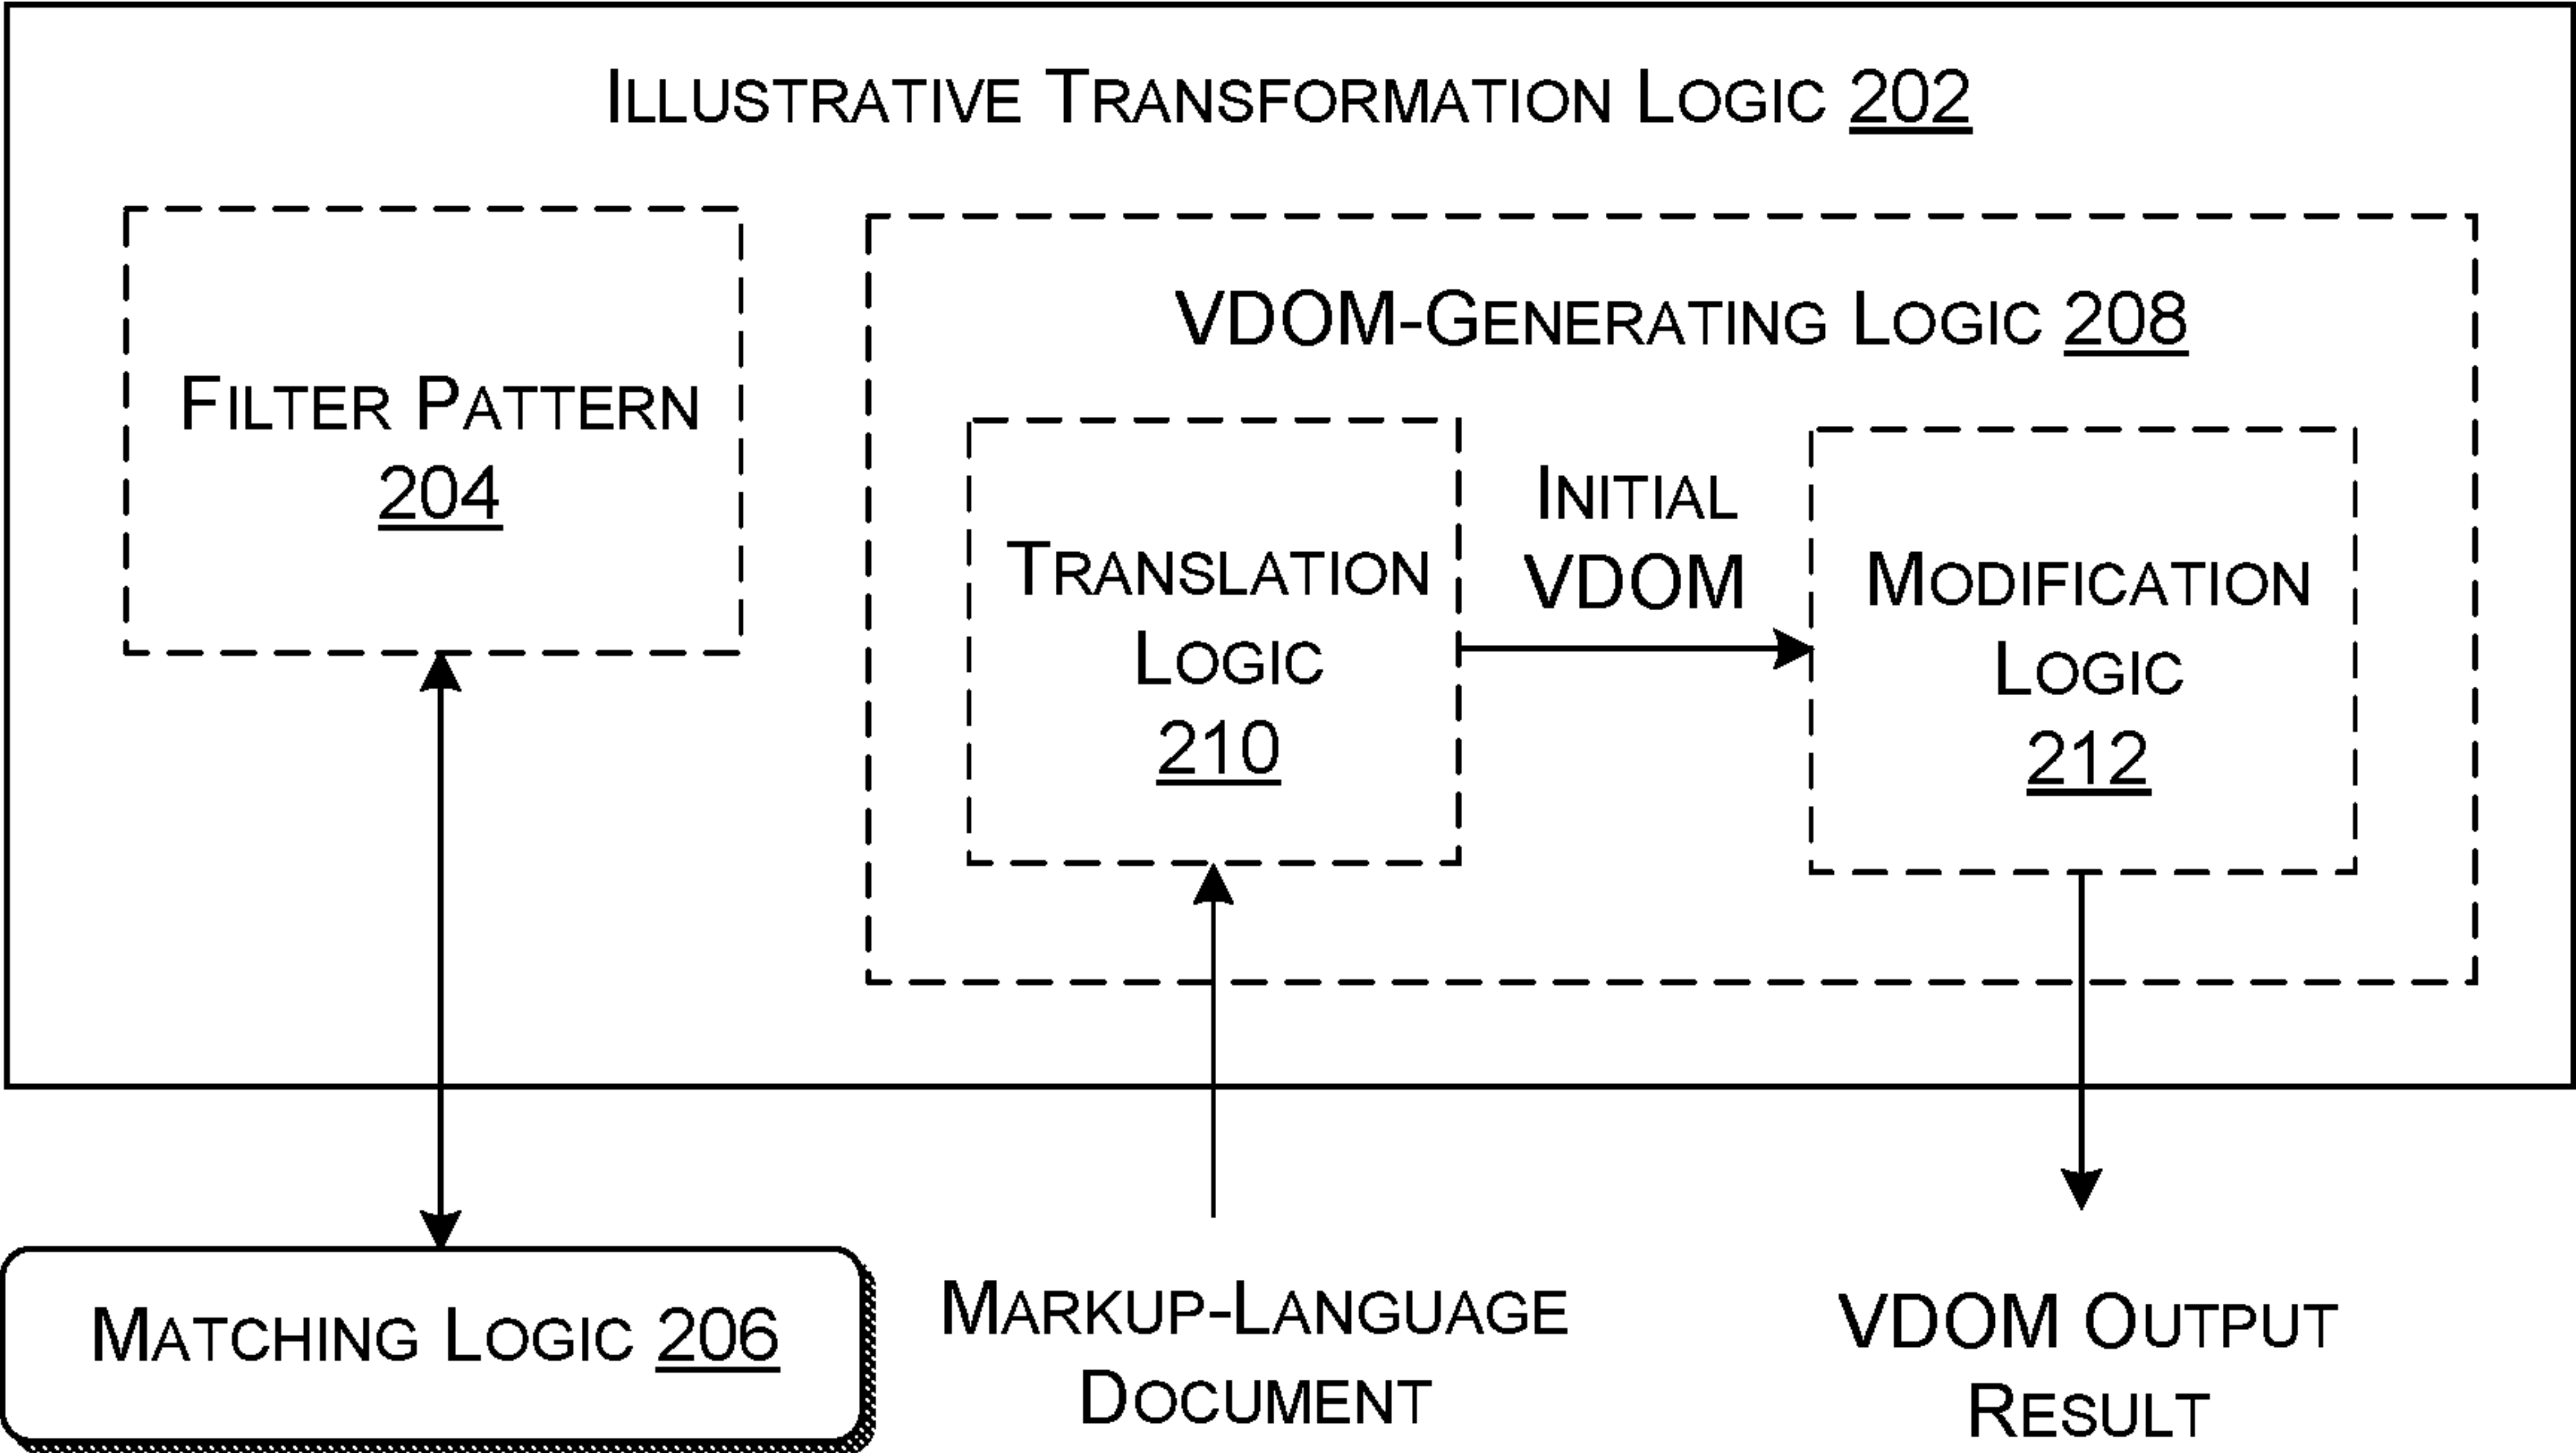 ILLUSTRATIVE TRANSFORMATION LOGIC 202
FILTER PATTERN
204
VDOM-GENERATING LOGIC 208
TRANSLATION
LOGIC
210
INITIAL
VDOM
MODIFICATION
LOGIC
212
MATCHING LOGIC 206
MARKUP-LANGUAGE
DOCUMENT
VDOM OUTPUT
RESULT